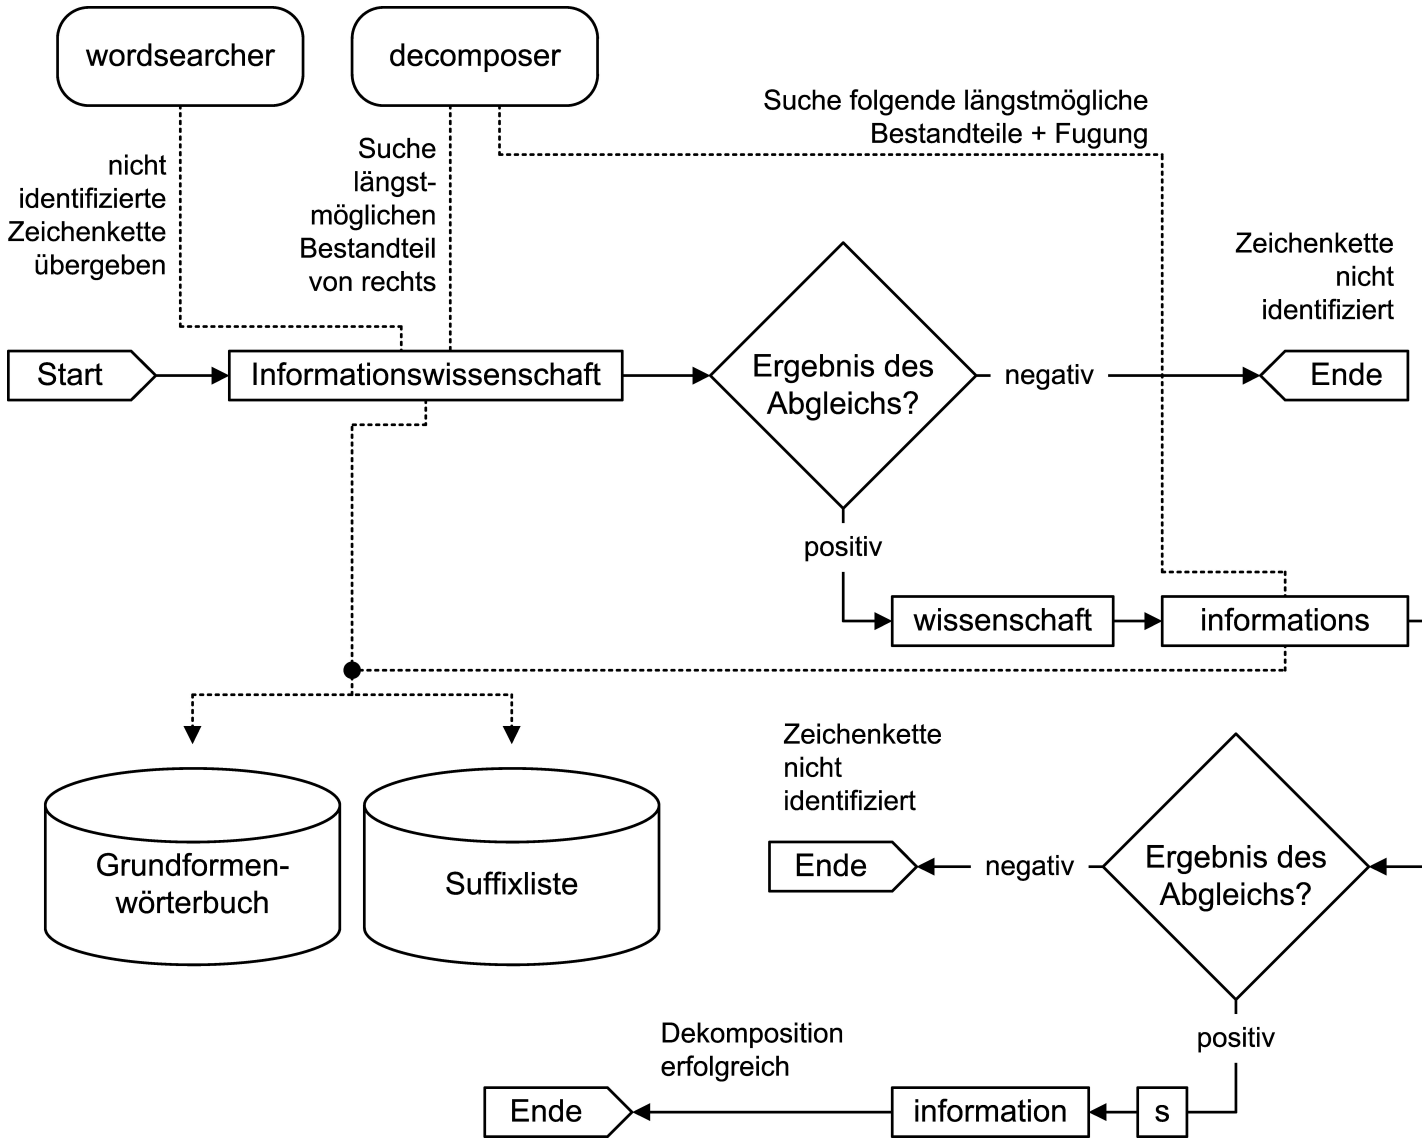 wordsearcher
decomposer
Suche folgende längstmögliche
Bestandteile + Fugung
nicht
identifizierte
Zeichenkette
übergeben
Suche
längst-
möglichen
Bestandteil
von rechts
Zeichenkette
nicht
identifiziert
Start
Informationswissenschaft
Ergebnis des
Abgleichs?
negativ
Ende
positiv
wissenschaft
informations
Grundformen-
wörterbuch
Suffixliste
Zeichenkette
nicht
identifiziert
Ende
negativ
Ergebnis des
Abgleichs?
positiv
Dekomposition
erfolgreich
Ende
information
s